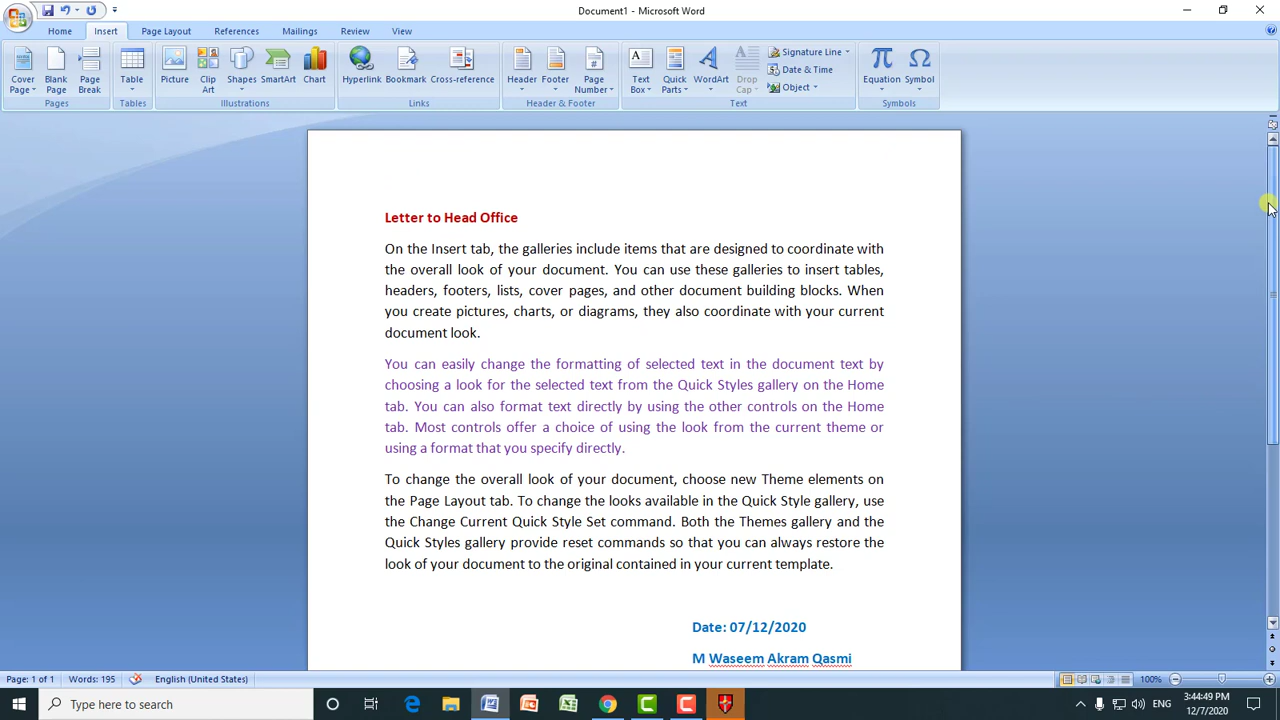 Document1 - Microsoft Word
Home Insert Page Layout References Mailings Review View
Cover Page Blank Page Page Break Table Picture Clip Art Shapes SmartArt Chart Hyperlink Bookmark Cross-reference Header Footer Page Number Text Box Quick Parts WordArt Drop Cap Signature Line Date & Time Object Equation Symbol
Pages Tables Illustrations Links Header & Footer Text Symbols
Letter to Head Office
On the Insert tab, the galleries include items that are designed to coordinate with
the overall look of your document. You can use these galleries to insert tables,
headers, footers, lists, cover pages, and other document building blocks. When
you create pictures, charts, or diagrams, they also coordinate with your current
document look.
You can easily change the formatting of selected text in the document text by
choosing a look for the selected text from the Quick Styles gallery on the Home
tab. You can also format text directly by using the other controls on the Home
tab. Most controls offer a choice of using the look from the current theme or
using a format that you specify directly.
To change the overall look of your document, choose new Theme elements on
the Page Layout tab. To change the looks available in the Quick Style gallery, use
the Change Current Quick Style Set command. Both the Themes gallery and the
Quick Styles gallery provide reset commands so that you can always restore the
look of your document to the original contained in your current template.
Date: 07/12/2020
M Waseem Akram Qasmi
Page: 1 of 1 Words: 195 English (United States) 100%
Type here to search ENG 3:44:49 PM
12/7/2020